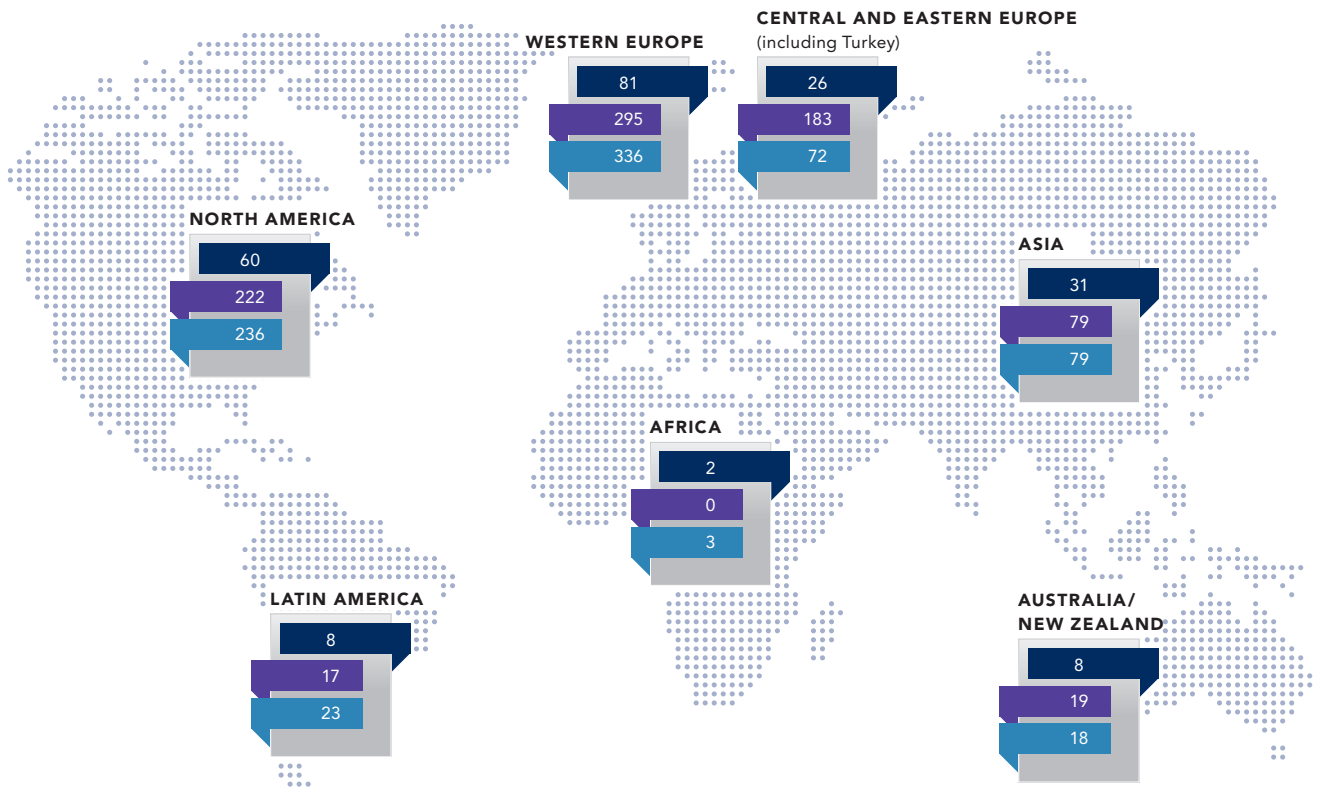 CENTRAL AND EASTERN EUROPE
(including Turkey)
26
183
72
WESTERN EUROPE
81
295
336
NORTH AMERICA
60
222
236
ASIA
31
79
79
AFRICA
2
0
3
LATIN AMERICA
8
17
23
AUSTRALIA/
NEW ZEALAND
8
19
18